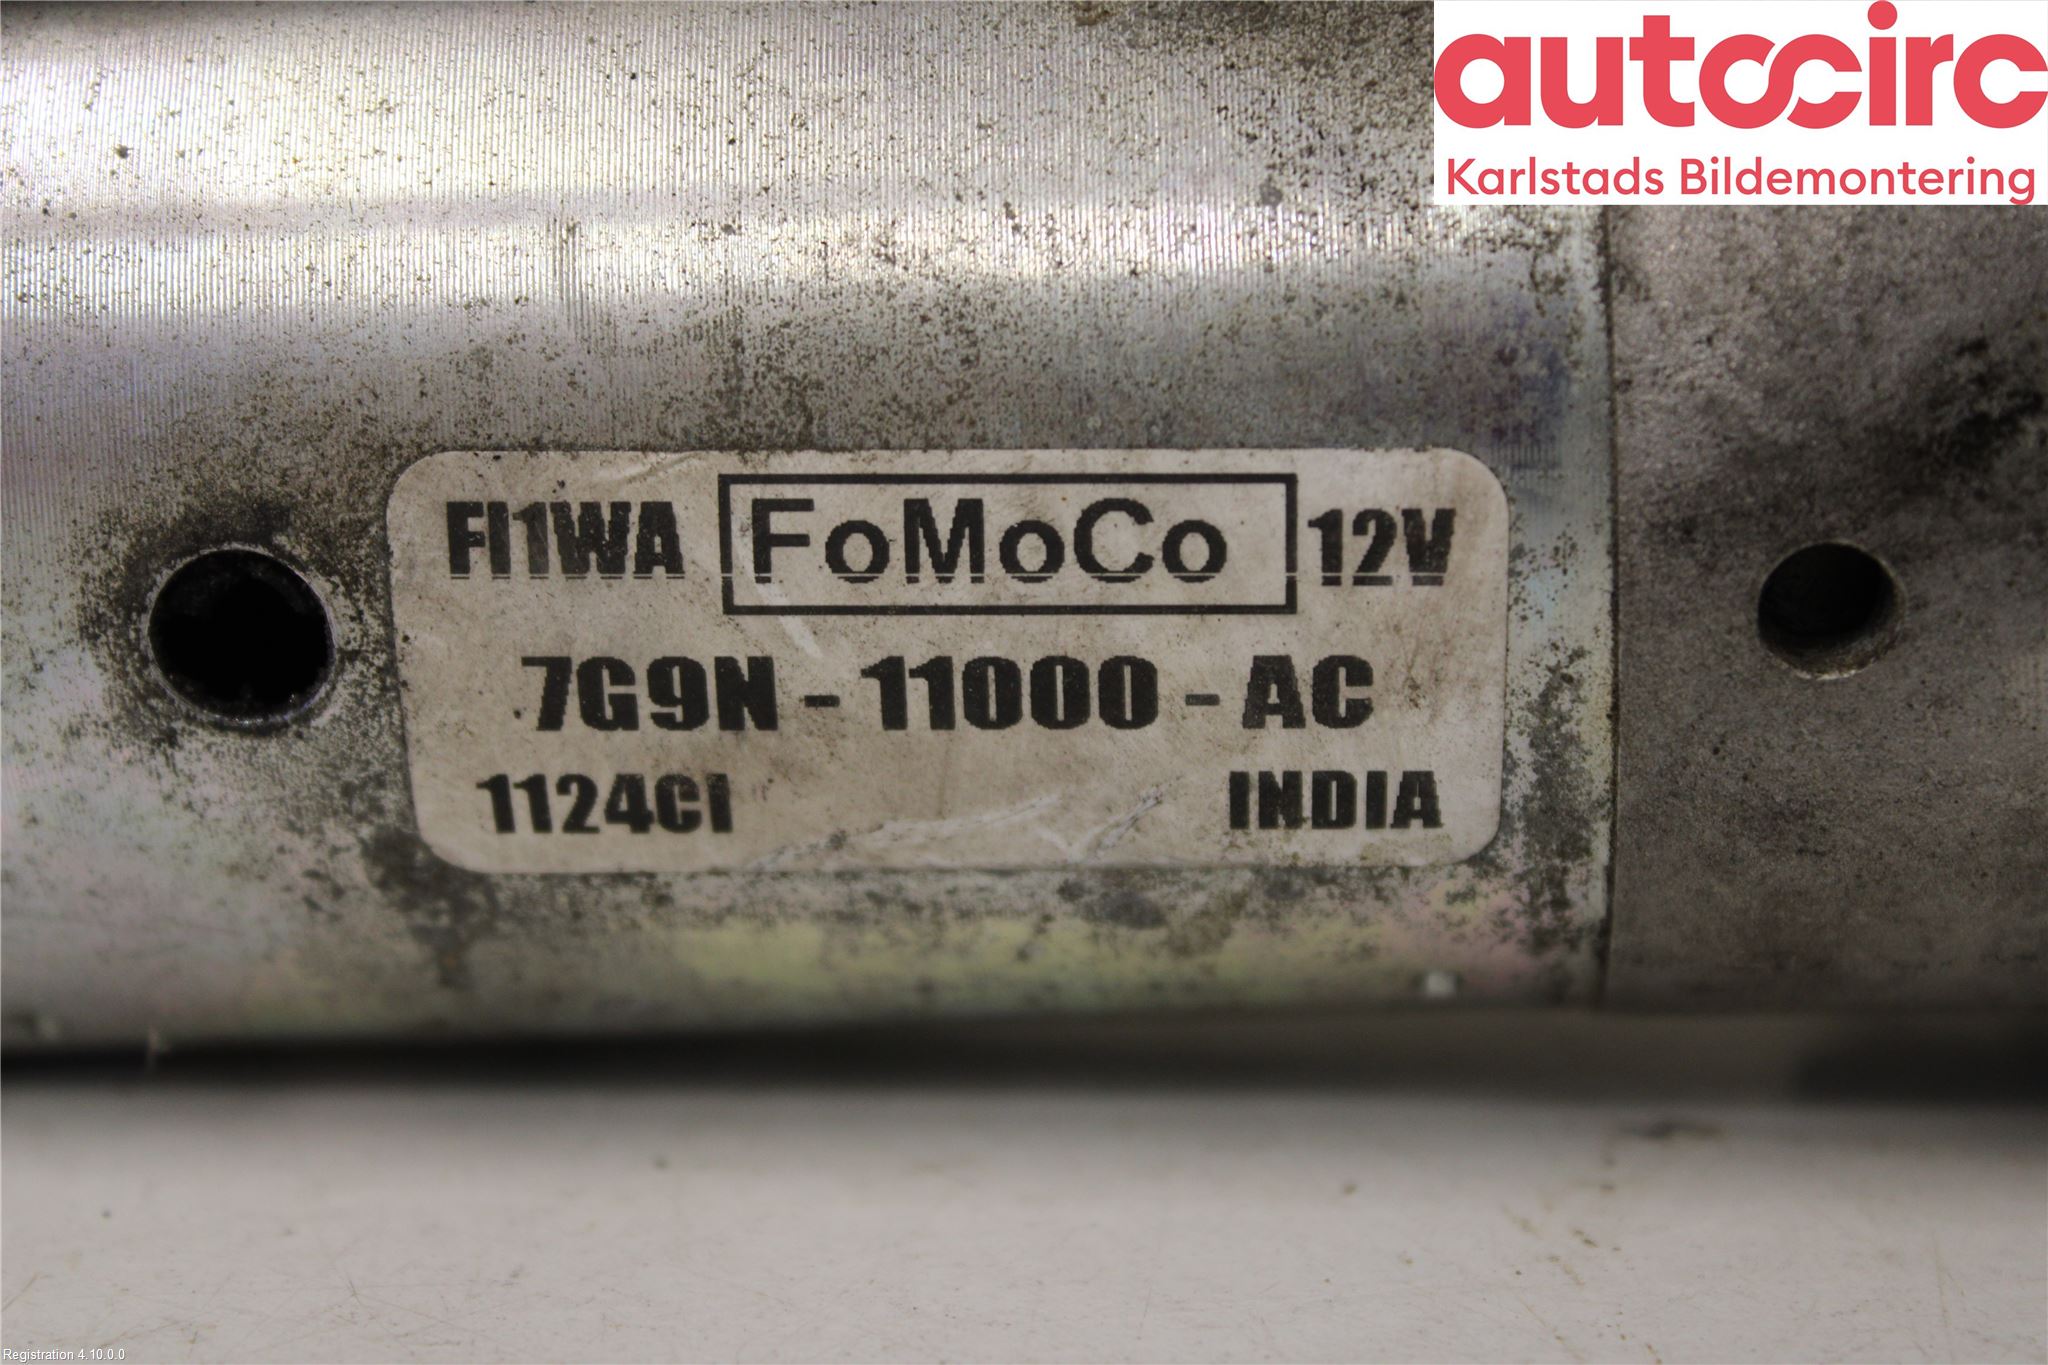 autocirc
Karlstads Bildemontering
FI1WA FoMoCo 12V
7G9N - 11000 - AC
1124CI INDIA
Registration 4.10.0.0